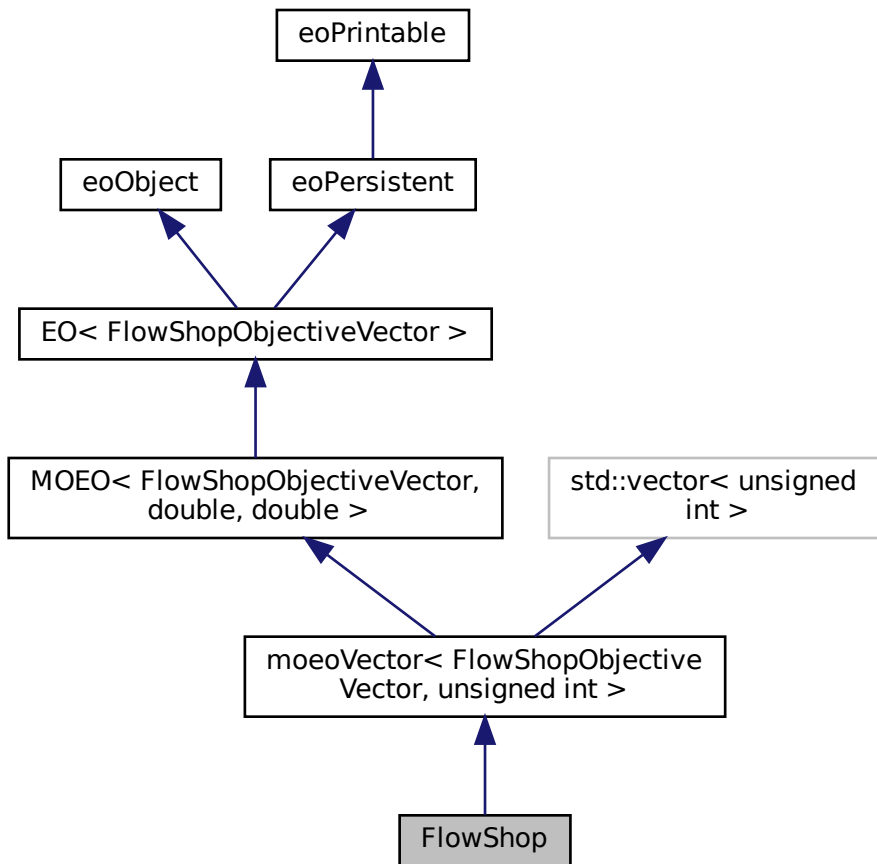 eoPrintable
eoObject
eoPersistent
EO< FlowShopObjectiveVector >
MOEO< FlowShopObjectiveVector,
double, double >
std::vector< unsigned
int >
moeoVector< FlowShopObjective
Vector, unsigned int >
FlowShop